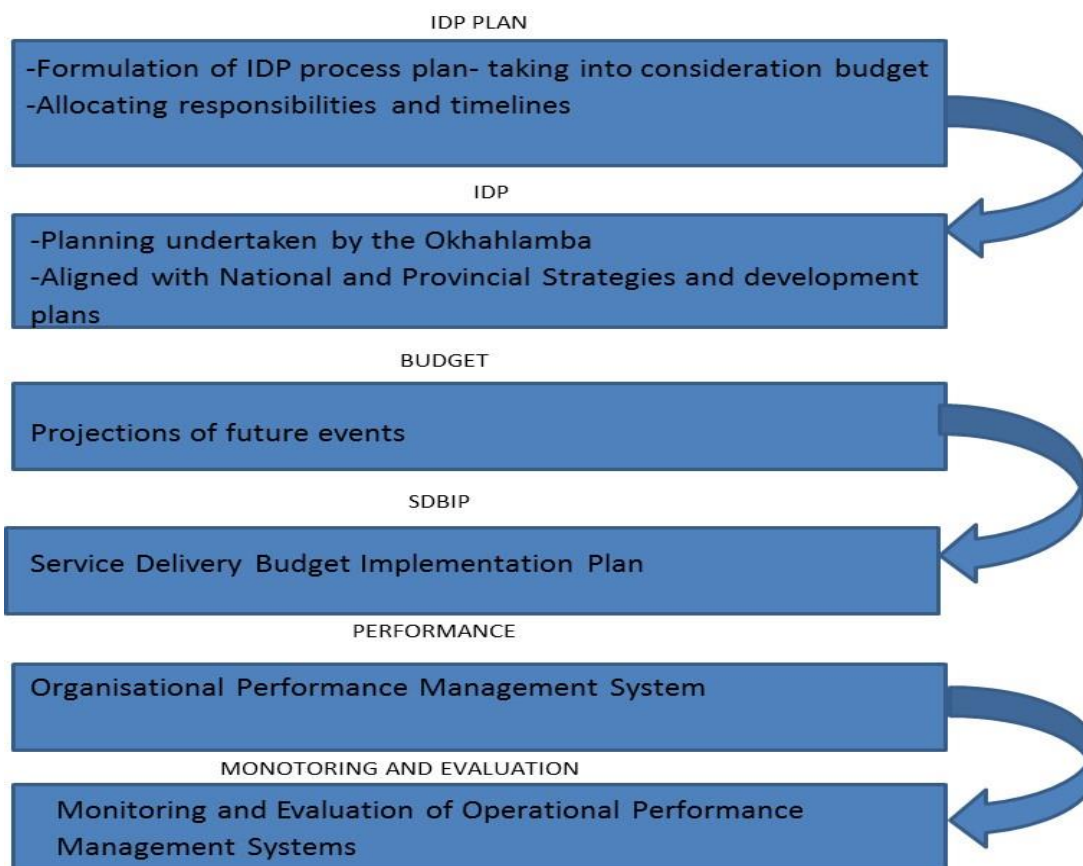 IDP PLAN
-Formulation of IDP process plan- taking into consideration budget
-Allocating responsibilities and timelines
IDP
-Planning undertaken by the Okhahlamba
-Aligned with National and Provincial Strategies and development
plans
BUDGET
Projections of future events
SDBIP
Service Delivery Budget Implementation Plan
PERFORMANCE
Organisational Performance Management System
MONOTORING AND EVALUATION
Monitoring and Evaluation of Operational Performance
Management Systems